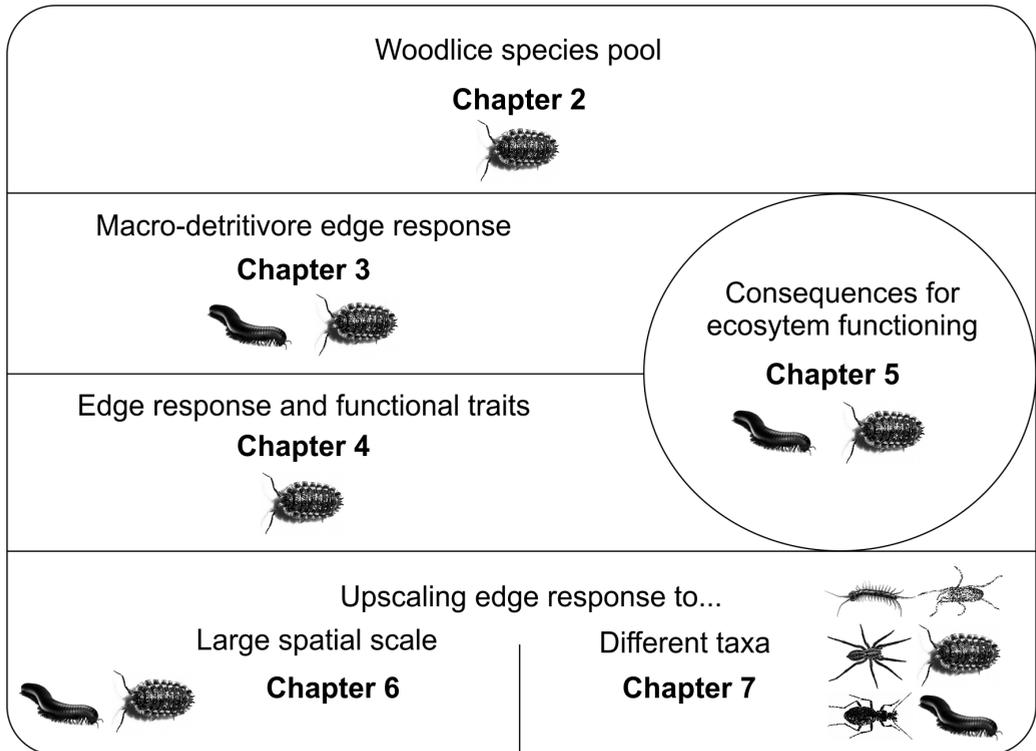 Woodlice species pool
Chapter 2
Macro-detritivore edge response
Chapter 3
Consequences for
ecosytem functioning
Chapter 5
Edge response and functional traits
Chapter 4
Upscaling edge response to...
Large spatial scale
Chapter 6
Different taxa
Chapter 7